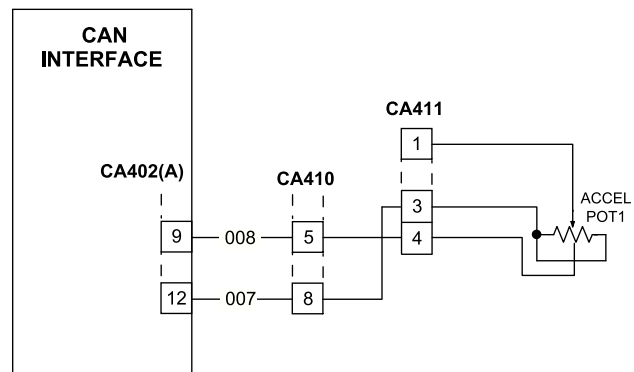 CAN
INTERFACE
CA411
1
CA402(A)
CA410
3
ACCEL
POT1
9
008
5
4
12
007
8